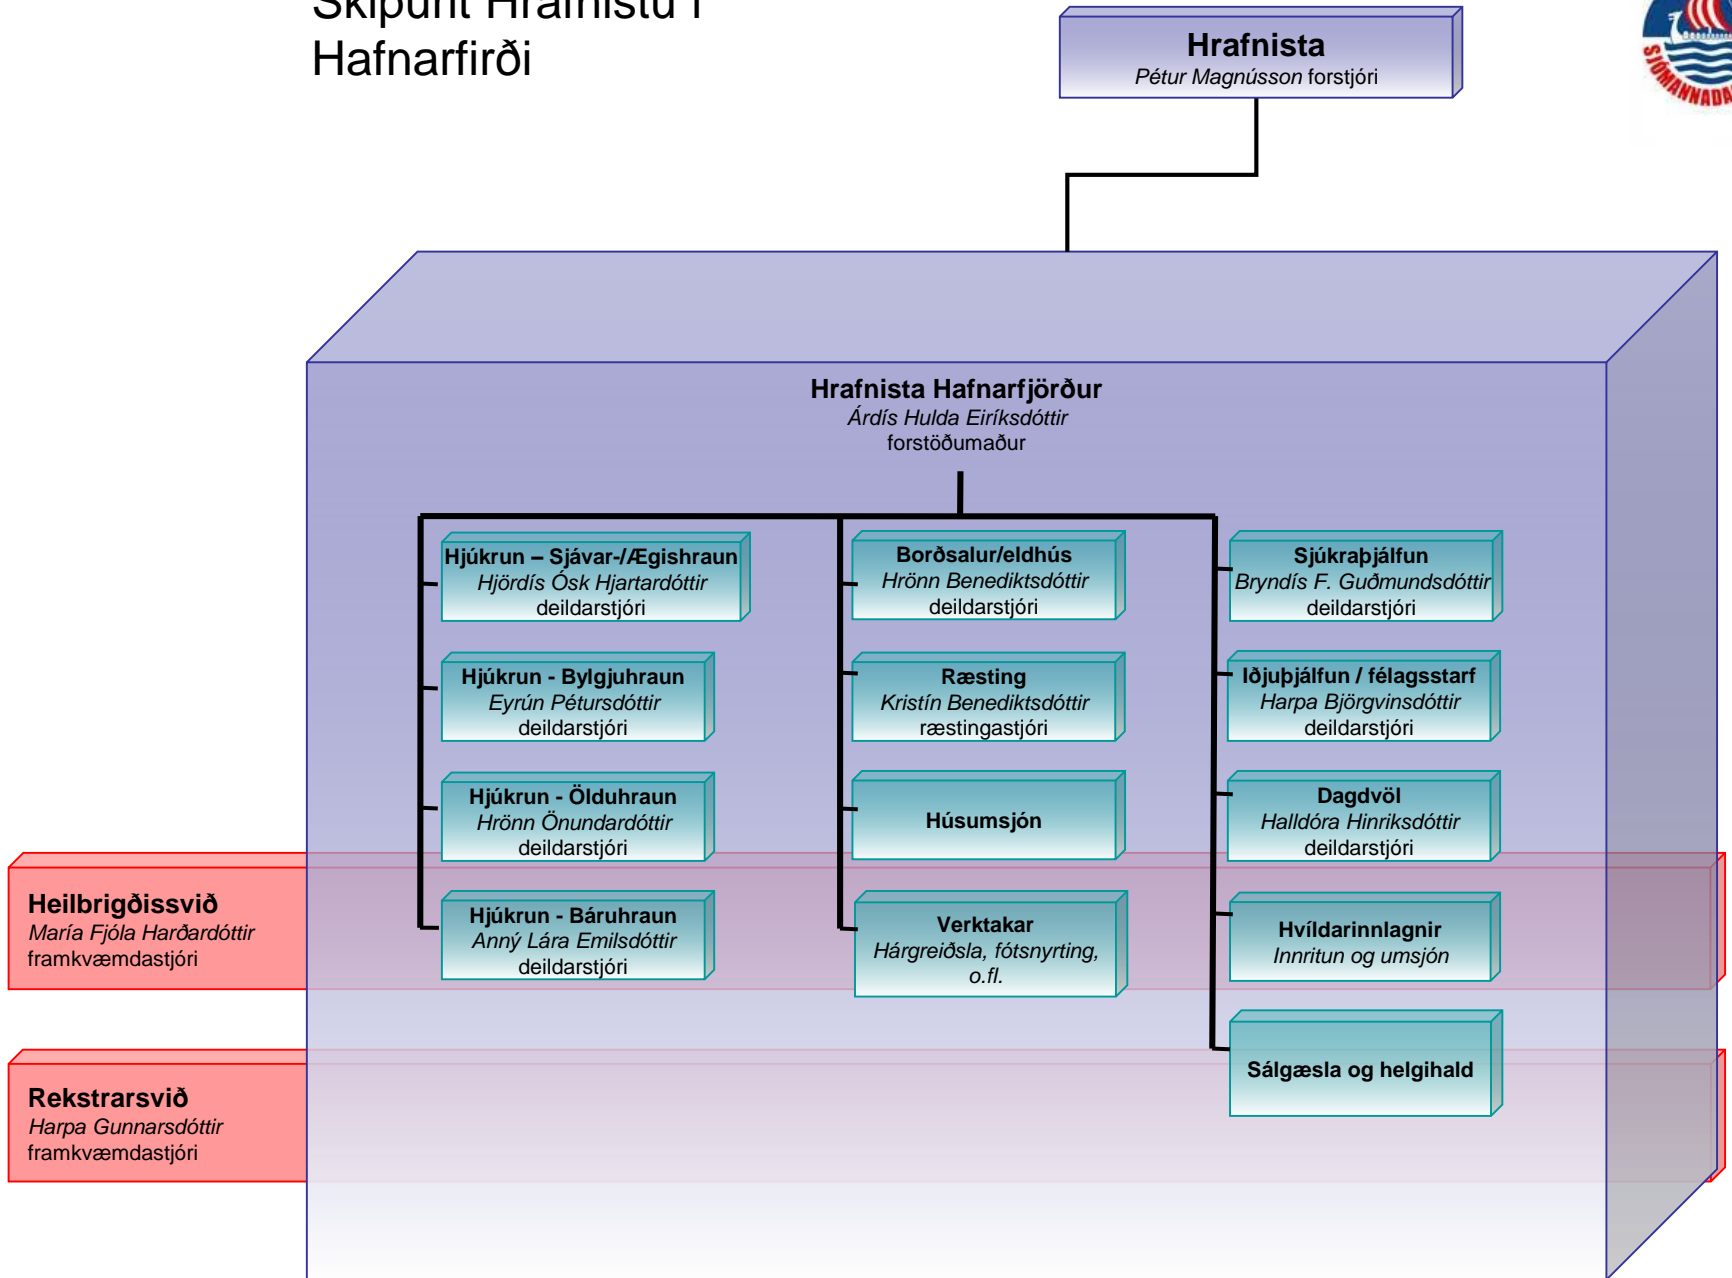 Skipurit Hrafnistu í
Hafnarfirði
Hrafnista
Pétur Magnússon forstjóri
Hrafnista Hafnarfjörður
Árdís Hulda Eiríksdóttir
forstöðumaður
Hjúkrun – Sjávar-/Ægishraun
Hjördís Ósk Hjartardóttir
deildarstjóri
Hjúkrun - Bylgjuhraun
Eyrún Pétursdóttir
deildarstjóri
Hjúkrun - Ölduhraun
Hrönn Önundardóttir
deildarstjóri
Hjúkrun - Báruhraun
Anný Lára Emilsdóttir
deildarstjóri
Borðsalur/eldhús
Hrönn Benediktsdóttir
deildarstjóri
Ræsting
Kristín Benediktsdóttir
ræstingastjóri
Húsumsjón
Verktakar
Hárgreiðsla, fótsnyrting,
o.fl.
Sjúkraþjálfun
Bryndís F. Guðmundsdóttir
deildarstjóri
Iðjuþjálfun / félagsstarf
Harpa Björgvinsdóttir
deildarstjóri
Dagdvöl
Halldóra Hinriksdóttir
deildarstjóri
Hvíldarinnlagnir
Innritun og umsjón
Sálgæsla og helgihald
Heilbrigðissvið
María Fjóla Harðardóttir
framkvæmdastjóri
Rekstrarsvið
Harpa Gunnarsdóttir
framkvæmdastjóri